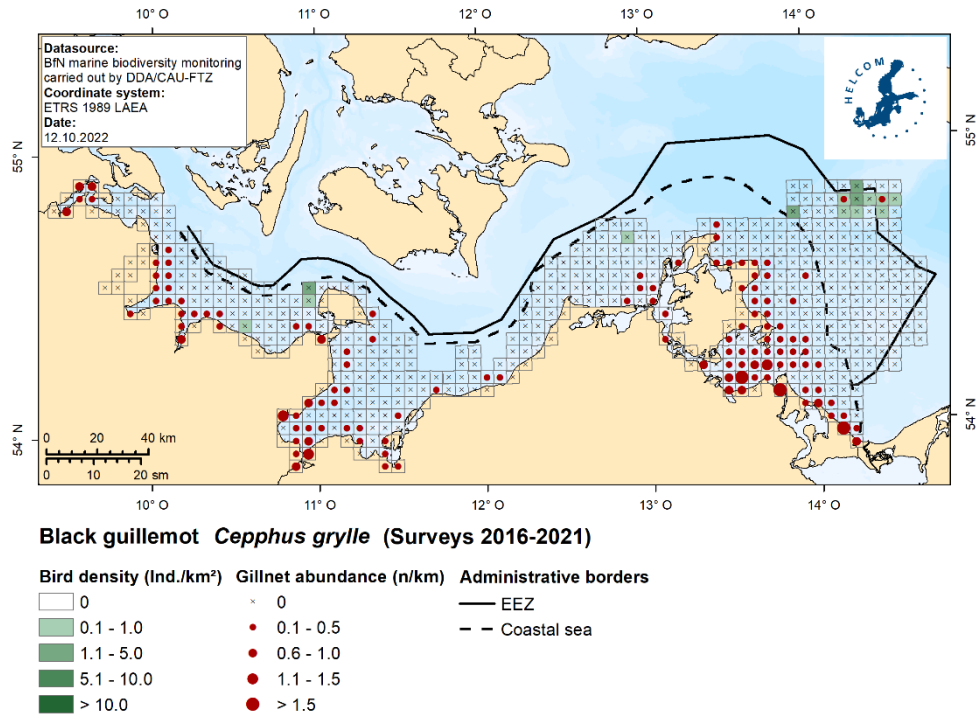 10° O 11° O 12° O 13° O 14° O
Datasource:
BfN marine biodiversity monitoring
carried out by DDA/CAU-FTZ
Coordinate system:
ETRS 1989 LAEA
Date:
12.10.2022
HELCOM
55° N 55° N
54° N 54° N
0 20 40 km
0 10 20 sm
10° O 11° O 12° O 13° O 14° O
Black guillemot Cepphus grylle (Surveys 2016-2021)
Bird density (Ind./km²) Gillnet abundance (n/km) Administrative borders
0 0 EEZ
0.1 - 1.0 0.1 - 0.5 Coastal sea
1.1 - 5.0 0.6 - 1.0
5.1 - 10.0 1.1 - 1.5
> 10.0 > 1.5